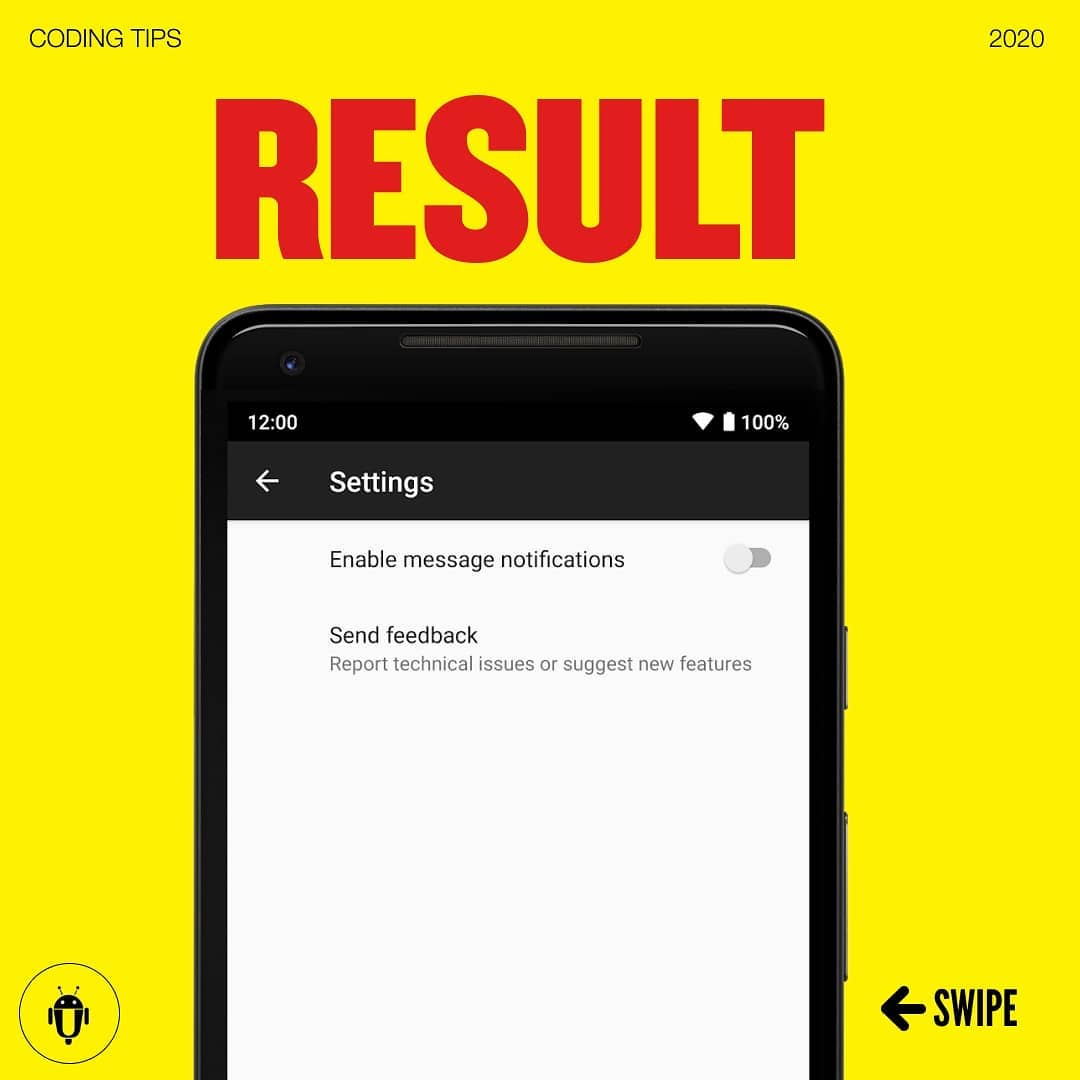 CODING TIPS
2020
RESULT
12:00
100%
Settings
Enable message notifications
Send feedback
Report technical issues or suggest new features
SWIPE